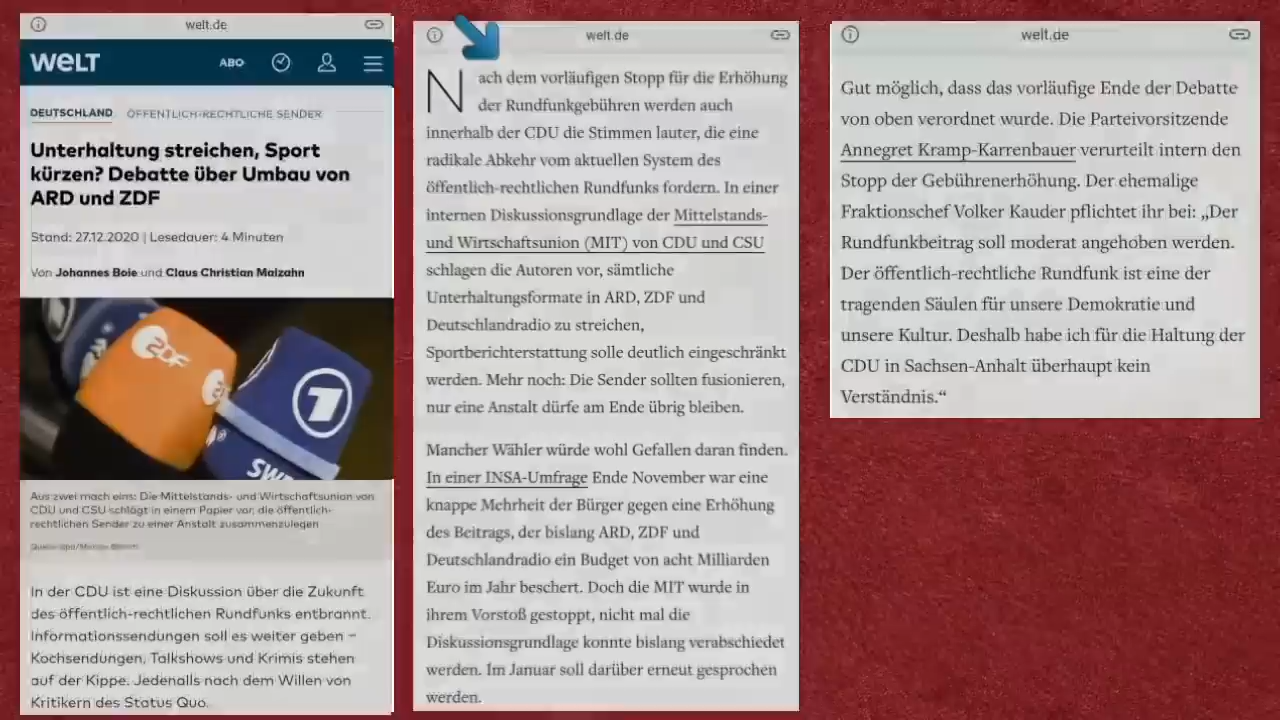 welt.de
WELT
ABO
DEUTSCHLAND ÖFFENTLICH-RECHTLICHE SENDER
Unterhaltung streichen, Sport
kürzen? Debatte über Umbau von
ARD und ZDF
Stand: 27.12.2020 | Lesedauer: 4 Minuten
Von Johannes Boie und Claus Christian Malzahn
ZDF
1
SWR
Aus zwei mach eins: Die Mittelstands- und Wirtschaftsunion von
CDU und CSU schlägt in einem Papier vor, die öffentlich-
rechtlichen Sender zu einer Anstalt zusammenzulegen
In der CDU ist eine Diskussion über die Zukunft
des öffentlich-rechtlichen Rundfunks entbrannt.
Informationssendungen soll es weiter geben –
Kochsendungen, Talkshows und Krimis stehen
auf der Kippe. Jedenfalls nach dem Willen von
Kritikern des Status Quo.
welt.de
Nach dem vorläufigen Stopp für die Erhöhung
der Rundfunkgebühren werden auch
innerhalb der CDU die Stimmen lauter, die eine
radikale Abkehr vom aktuellen System des
öffentlich-rechtlichen Rundfunks fordern. In einer
internen Diskussionsgrundlage der Mittelstands-
und Wirtschaftsunion (MIT) von CDU und CSU
schlagen die Autoren vor, sämtliche
Unterhaltungsformate in ARD, ZDF und
Deutschlandradio zu streichen,
Sportberichterstattung solle deutlich eingeschränkt
werden. Mehr noch: Die Sender sollten fusionieren,
nur eine Anstalt dürfe am Ende übrig bleiben.
Mancher Wähler würde wohl Gefallen daran finden.
In einer INSA-Umfrage Ende November war eine
knappe Mehrheit der Bürger gegen eine Erhöhung
des Beitrags, der bislang ARD, ZDF und
Deutschlandradio ein Budget von acht Milliarden
Euro im Jahr beschert. Doch die MIT wurde in
ihrem Vorstoß gestoppt, nicht mal die
Diskussionsgrundlage konnte bislang verabschiedet
werden. Im Januar soll darüber erneut gesprochen
werden.
welt.de
Gut möglich, dass das vorläufige Ende der Debatte
von oben verordnet wurde. Die Parteivorsitzende
Annegret Kramp-Karrenbauer verurteilt intern den
Stopp der Gebührenerhöhung. Der ehemalige
Fraktionschef Volker Kauder pflichtet ihr bei: „Der
Rundfunkbeitrag soll moderat angehoben werden.
Der öffentlich-rechtliche Rundfunk ist eine der
tragenden Säulen für unsere Demokratie und
unsere Kultur. Deshalb habe ich für die Haltung der
CDU in Sachsen-Anhalt überhaupt kein
Verständnis.“